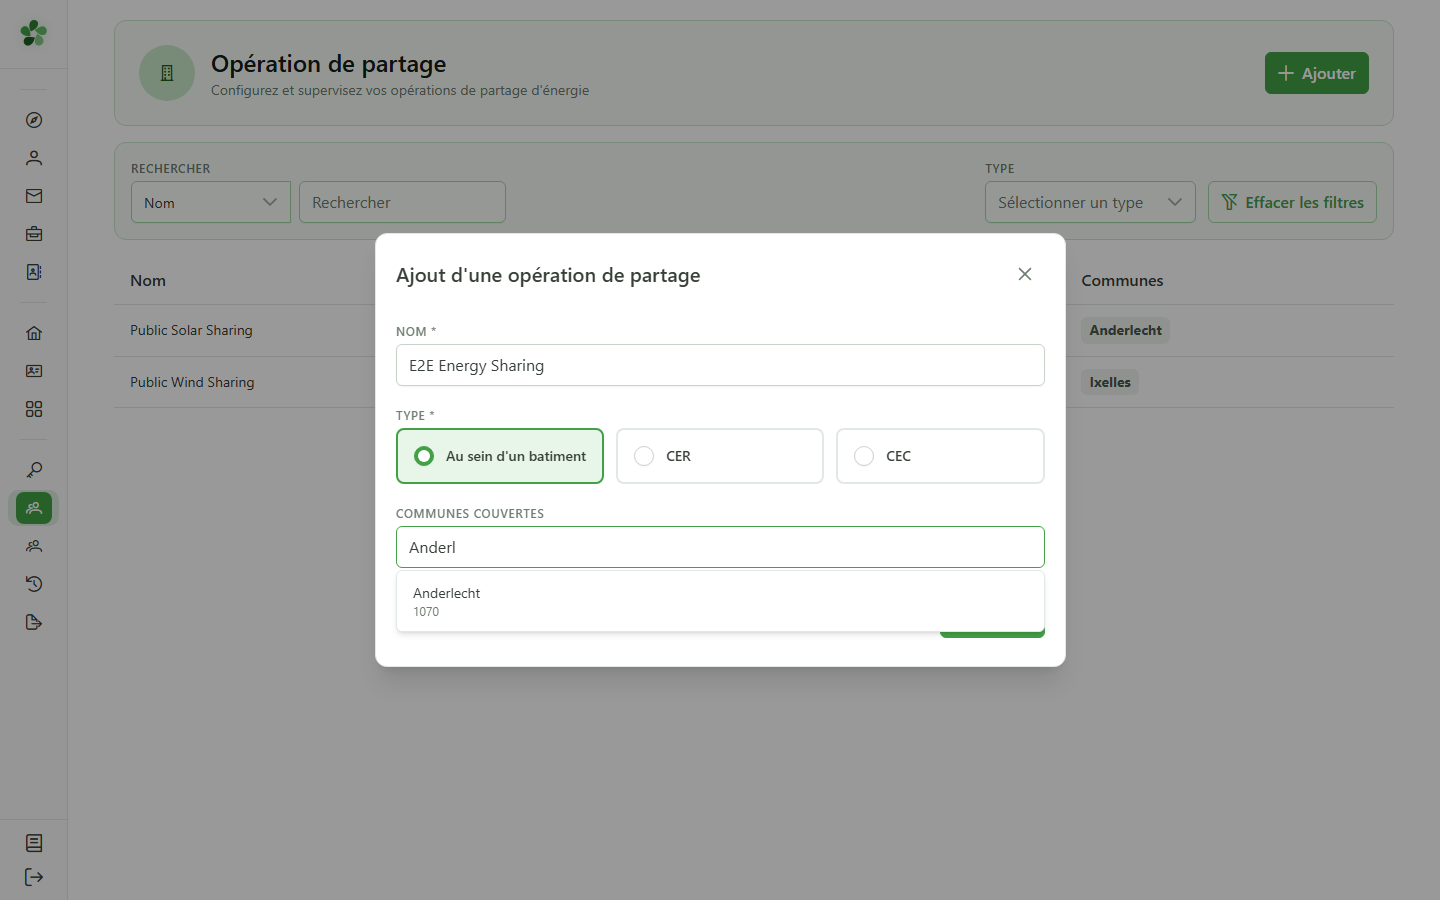 Opération de partage
Configurez et supervisez vos opérations de partage d'énergie
Ajouter
RECHERCHER
TYPE
Nom
Rechercher
Sélectionner un type
Effacer les filtres
Nom
Communes
Public Solar Sharing
Anderlecht
Public Wind Sharing
Ixelles
Ajout d'une opération de partage
NOM *
E2E Energy Sharing
TYPE *
Au sein d'un batiment
CER
CEC
COMMUNES COUVERTES
Anderl
Anderlecht
1070